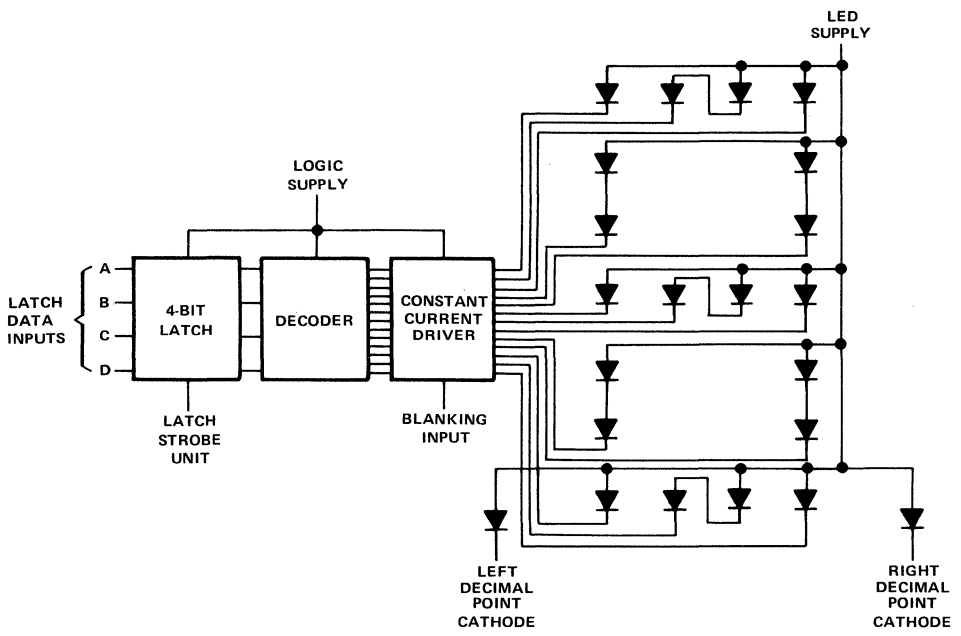 LED
SUPPLY
LOGIC
SUPPLY
LATCH
DATA
INPUTS
A
B
C
D
4-BIT
LATCH
DECODER
CONSTANT
CURRENT
DRIVER
LATCH
STROBE
UNIT
BLANKING
INPUT
LEFT
DECIMAL
POINT
CATHODE
RIGHT
DECIMAL
POINT
CATHODE